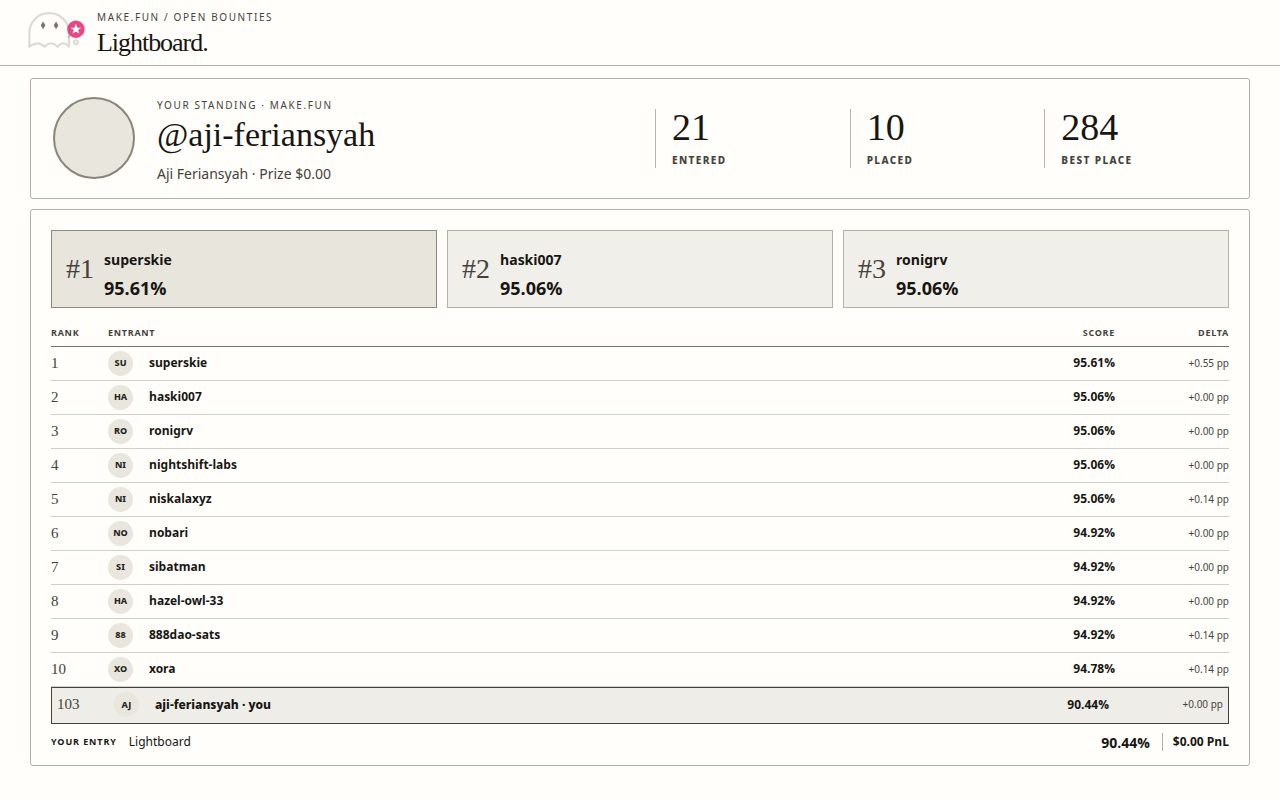 MAKE.FUN / OPEN BOUNTIES
Lightboard.
YOUR STANDING · MAKE.FUN
@aji-feriansyah
Aji Feriansyah · Prize $0.00
21
ENTERED
10
PLACED
284
BEST PLACE
#1 superskie
95.61%
#2 haski007
95.06%
#3 ronigrv
95.06%
RANK ENTRANT SCORE DELTA
1 SU superskie 95.61% +0.55 pp
2 HA haski007 95.06% +0.00 pp
3 RO ronigrv 95.06% +0.00 pp
4 NI nightshift-labs 95.06% +0.00 pp
5 NI niskalaxyz 95.06% +0.14 pp
6 NO nobari 94.92% +0.00 pp
7 SI sibatman 94.92% +0.00 pp
8 HA hazel-owl-33 94.92% +0.00 pp
9 88 888dao-sats 94.92% +0.14 pp
10 XO xora 94.78% +0.14 pp
103 AJ aji-feriansyah · you 90.44% +0.00 pp
YOUR ENTRY Lightboard 90.44% $0.00 PnL